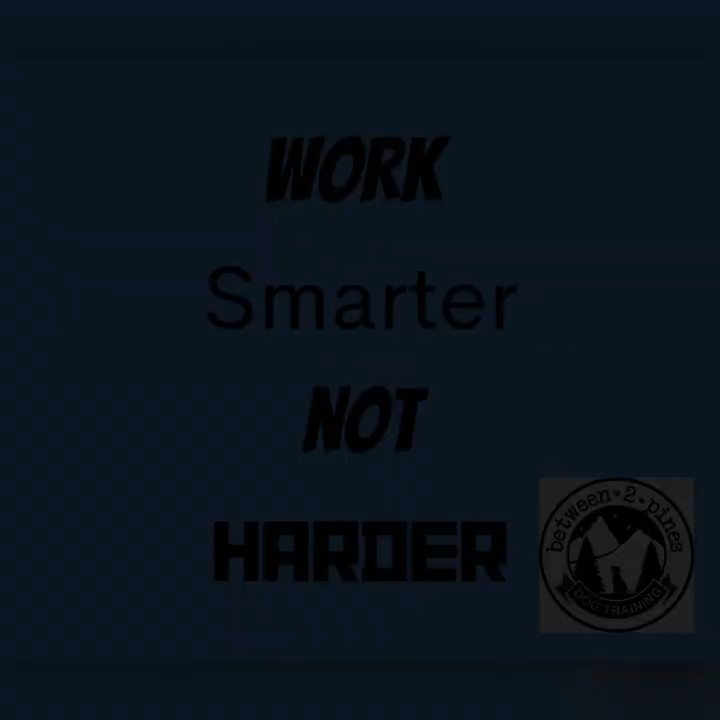 WORK
Smarter
NOT
HARDER
between • 2 • pines
DOG TRAINING